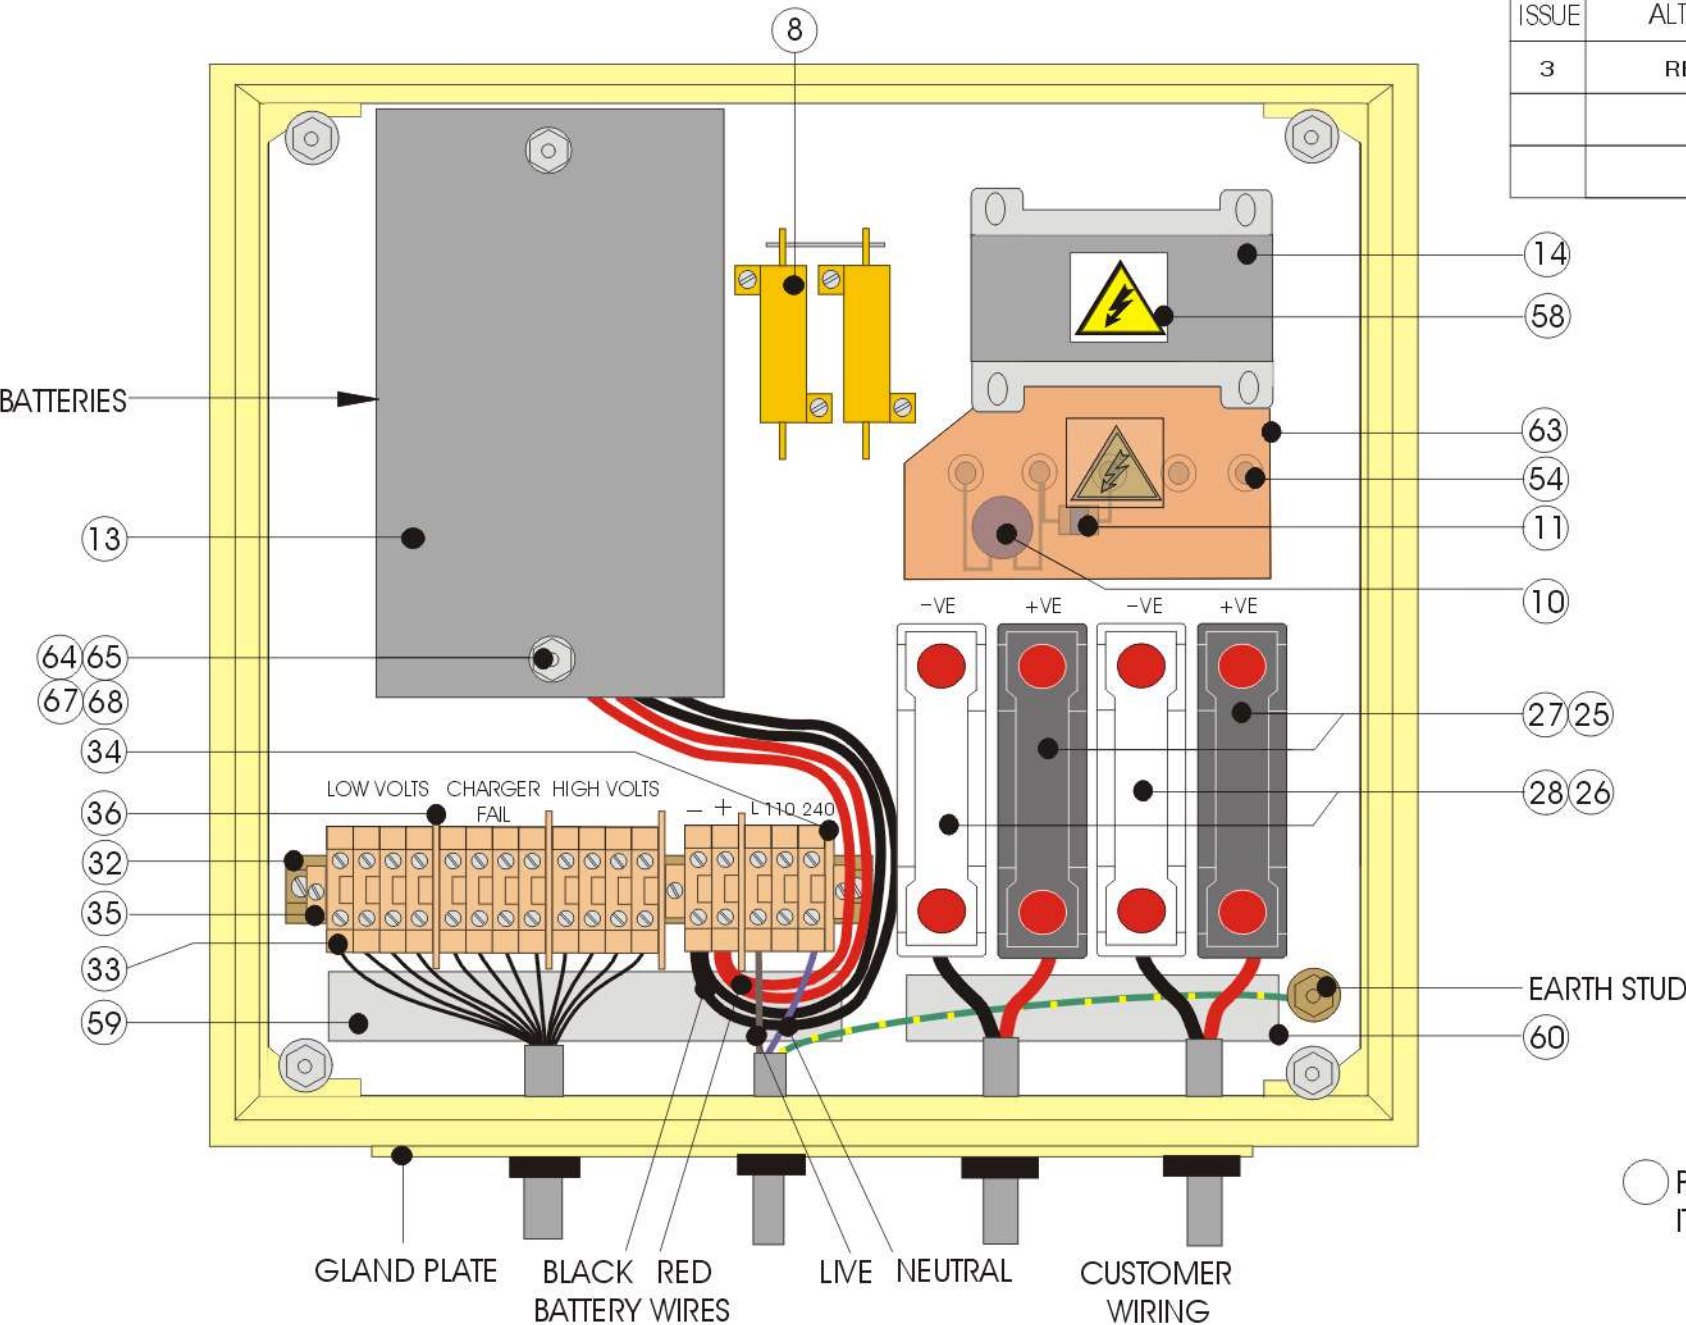 8
ISSUE
3
14
58
BATTERIES
63
54
13
11
10
-VE +VE -VE +VE
64 65
67 68
27 25
34
LOW VOLTS CHARGER FAIL HIGH VOLTS
- + L 110 240
28 26
36
32
35
33
EARTH STUD
59
60
GLAND PLATE
BLACK RED
BATTERY WIRES
LIVE NEUTRAL
CUSTOMER
WIRING